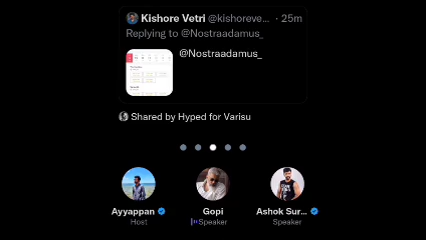 Kishore Vetri @kishoreve... · 25m
Replying to @Nostraadamus_
@Nostraadamus_
Shared by Hyped for Varisu
Ayyappan Gopi Ashok Sur...
Host Speaker Speaker